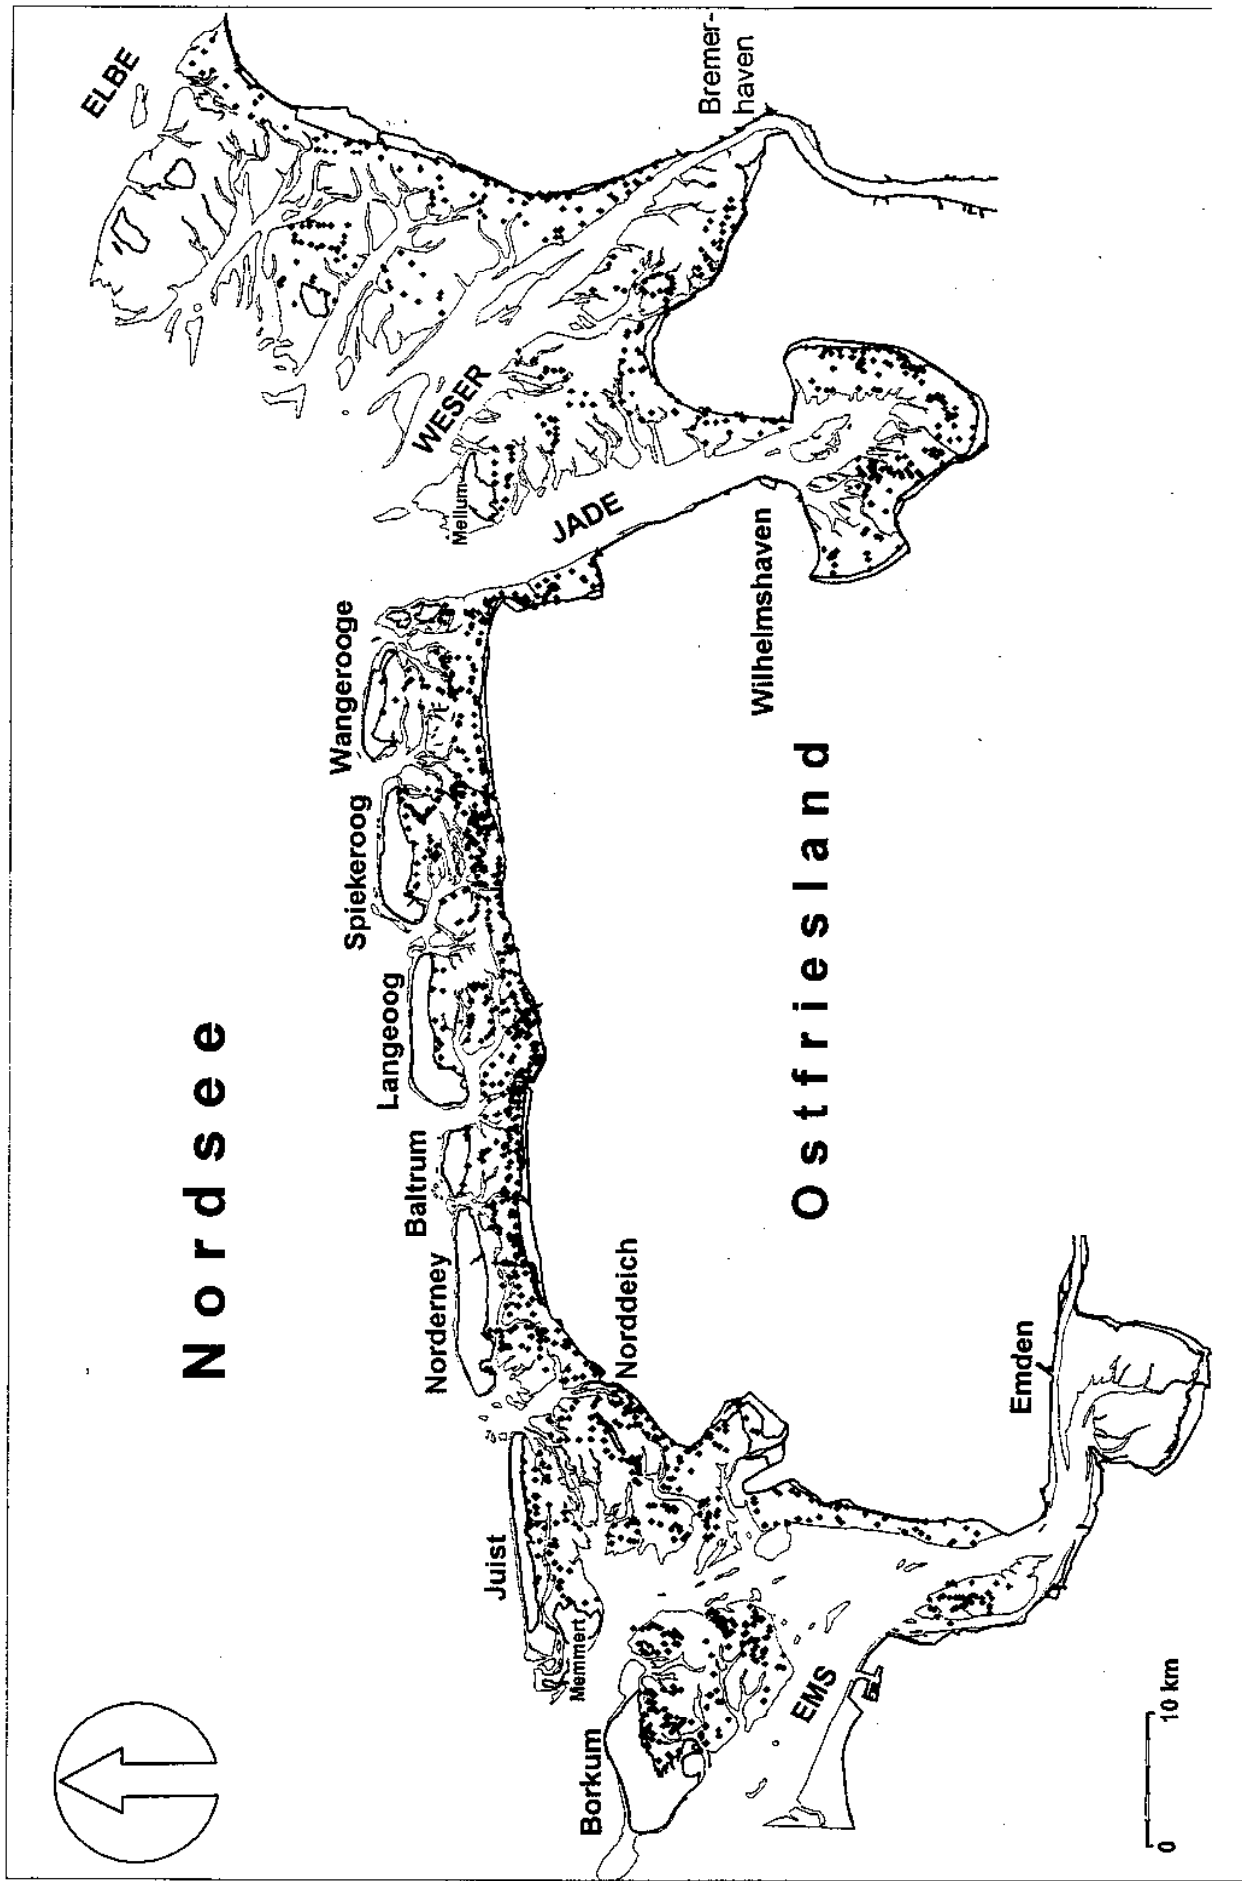 Nordsee
ELBE
Bremer-
haven
WESER
Mellum
JADE
Wangerooge
Wilhelmshaven
Spiekeroog
Langeoog
Baltrum
Norderney
Norddeich
Ostfriesland
Juist
Memmert
Emden
Borkum
EMS
0 10 km